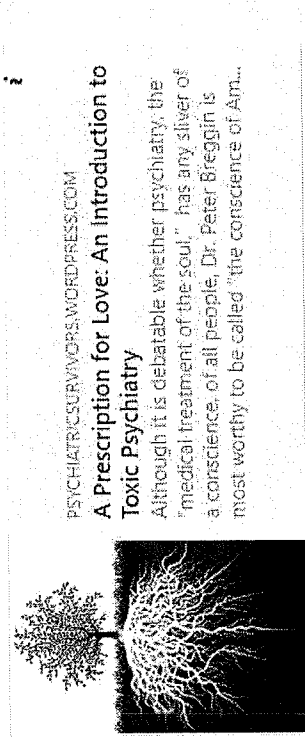 PSYCHIATRICSURVIVORS.WORDPRESS.COM
A Prescription for Love: An Introduction to
Toxic Psychiatry
Although it is debatable whether psychiatry, the
"medical treatment of the soul," has any sliver of
a conscience, of all people, Dr. Peter Breggin is
most worthy to be called "the conscience of Am...
i